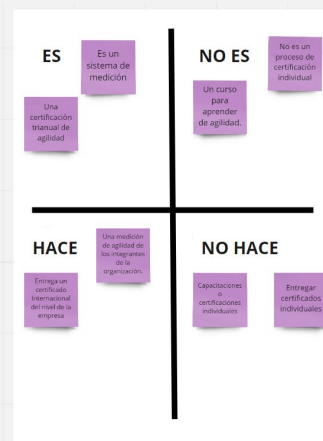 ES
Es un
sistema de
medición
Una
certificación
trianual de
agilidad
NO ES
No es un
proceso de
certificación
individual
Un curso
para
aprender
de agilidad.
HACE
Una medición
de agilidad de
los integrantes
de la
organización.
Entrega un
certificado
Internacional
del nivel de la
empresa
NO HACE
Capacitaciones
o
certificaciones
individuales
Entregar
certificados
individuales